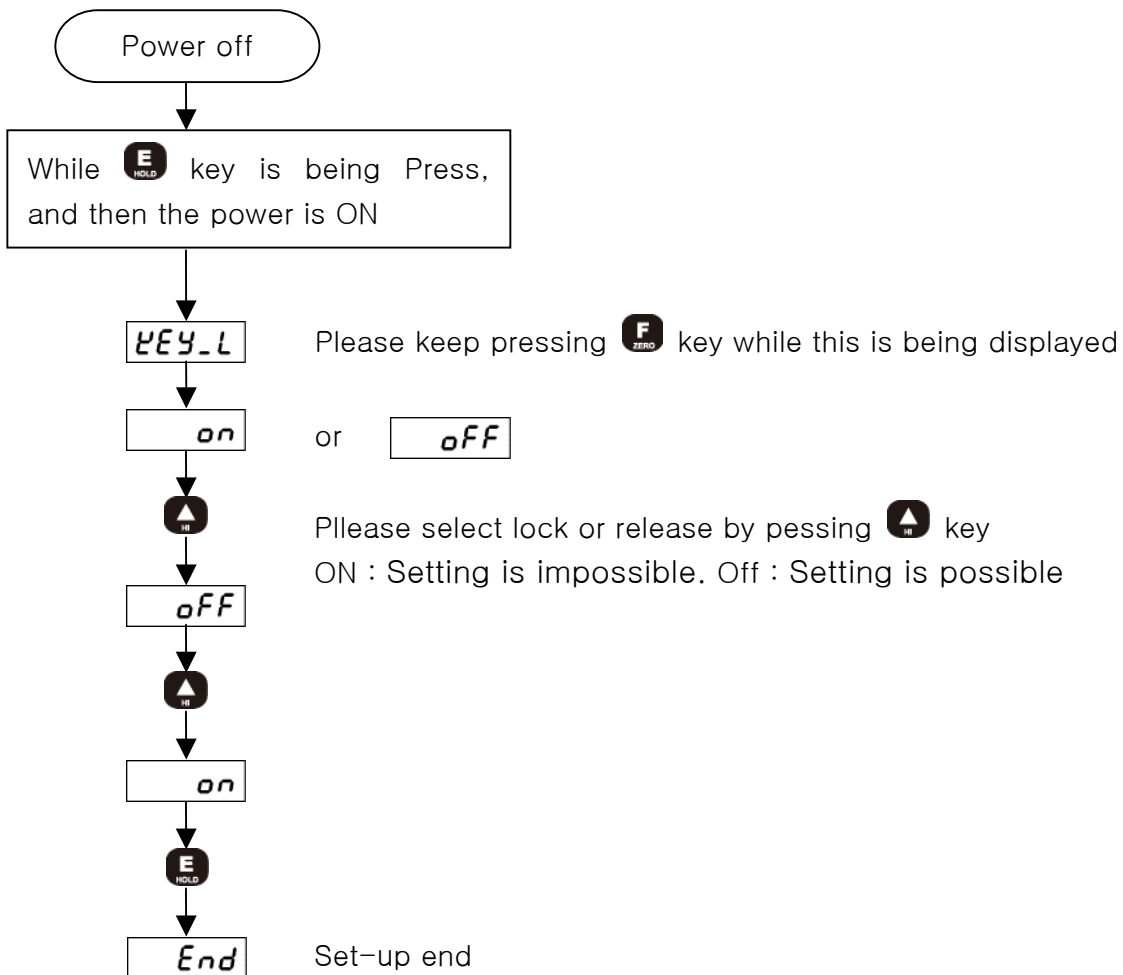 Power off
While E HOLD key is being Press,
and then the power is ON
KEY_L Please keep pressing F ZERO key while this is being displayed
on or oFF
HI Pllease select lock or release by pessing HI key
ON : Setting is impossible. Off : Setting is possible
oFF
HI
on
E HOLD
End Set-up end